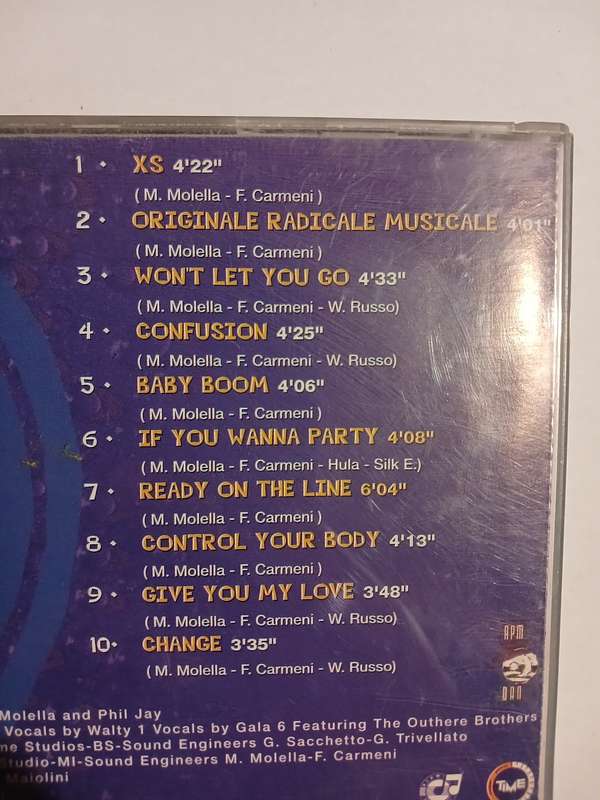 1 • XS 4'22"
( M. Molella - F. Carmeni )
2 • ORIGINALE RADICALE MUSICALE 4'01"
( M. Molella - F. Carmeni )
3 • WON'T LET YOU GO 4'33"
( M. Molella - F. Carmeni - W. Russo)
4 • CONFUSION 4'25"
( M. Molella - F. Carmeni - W. Russo)
5 • BABY BOOM 4'06"
( M. Molella - F. Carmeni )
6 • IF YOU WANNA PARTY 4'08"
( M. Molella - F. Carmeni - Hula - Silk E.)
7 • READY ON THE LINE 6'04"
( M. Molella - F. Carmeni )
8 • CONTROL YOUR BODY 4'13"
( M. Molella - F. Carmeni )
9 • GIVE YOU MY LOVE 3'48"
( M. Molella - F. Carmeni - W. Russo)
10• CHANGE 3'35"
( M. Molella - F. Carmeni - W. Russo)
Molella and Phil Jay
Vocals by Walty 1 Vocals by Gala 6 Featuring The Outhere Brothers
me Studios-BS-Sound Engineers G. Sacchetto-G. Trivellato
Studio-MI-Sound Engineers M. Molella-F. Carmeni
Maiolini
TIME